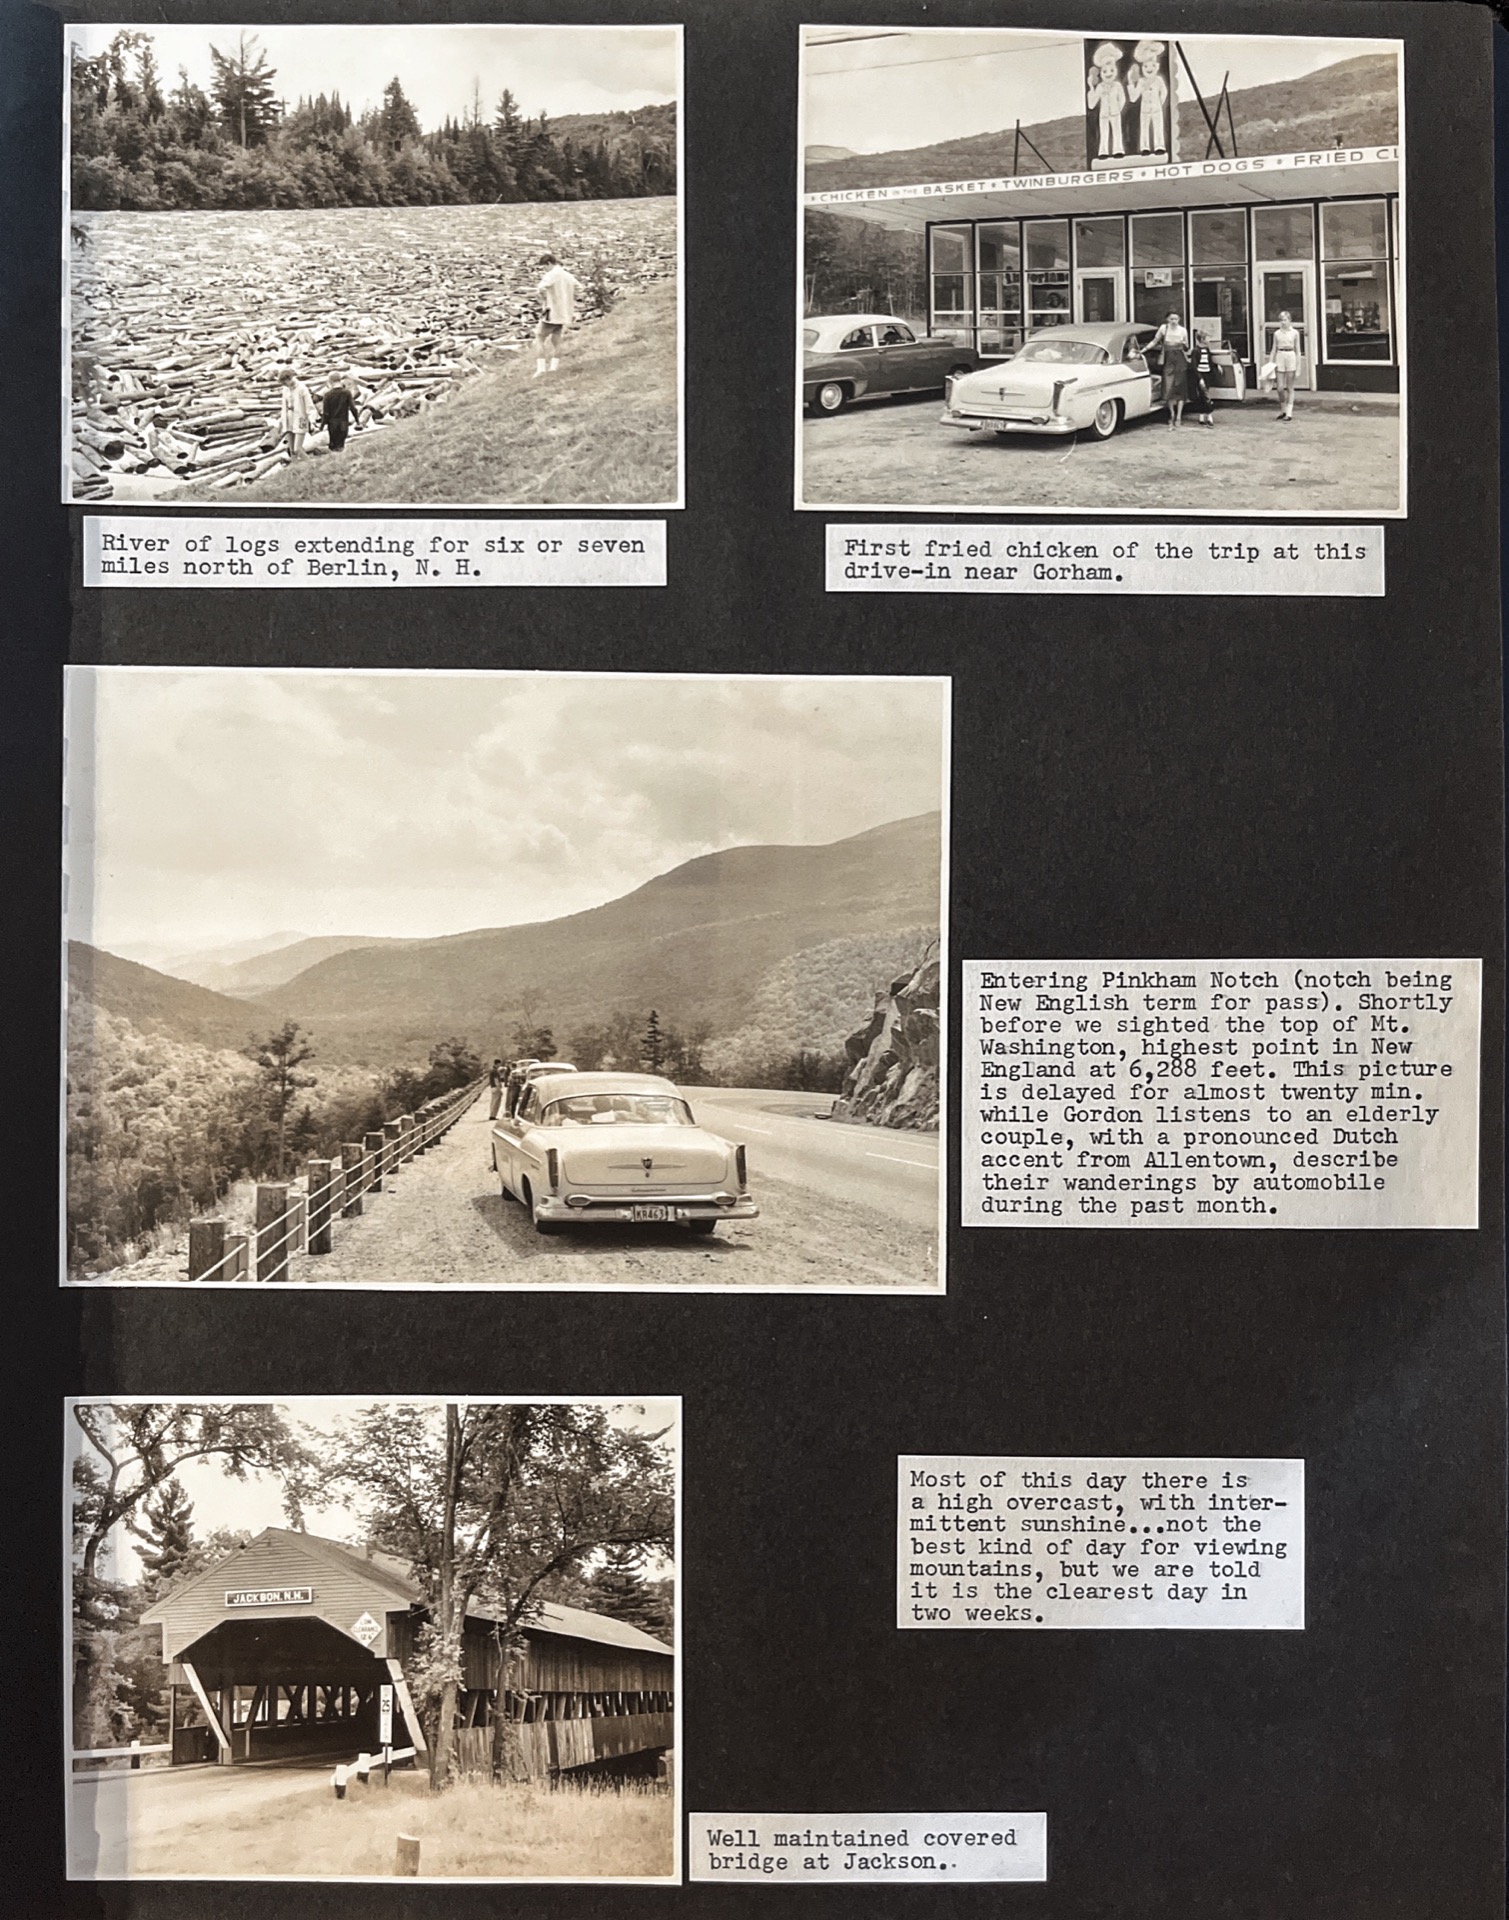 • CHICKEN IN THE BASKET • TWINBURGERS • HOT DOGS • FRIED CL
River of logs extending for six or seven
miles north of Berlin, N. H.
First fried chicken of the trip at this
drive-in near Gorham.
Entering Pinkham Notch (notch being
New English term for pass). Shortly
before we sighted the top of Mt.
Washington, highest point in New
England at 6,288 feet. This picture
is delayed for almost twenty min.
while Gordon listens to an elderly
couple, with a pronounced Dutch
accent from Allentown, describe
their wanderings by automobile
during the past month.
JACKSON, N.H.
LOW
CLEARANCE
25
Most of this day there is
a high overcast, with inter-
mittent sunshine...not the
best kind of day for viewing
mountains, but we are told
it is the clearest day in
two weeks.
Well maintained covered
bridge at Jackson..